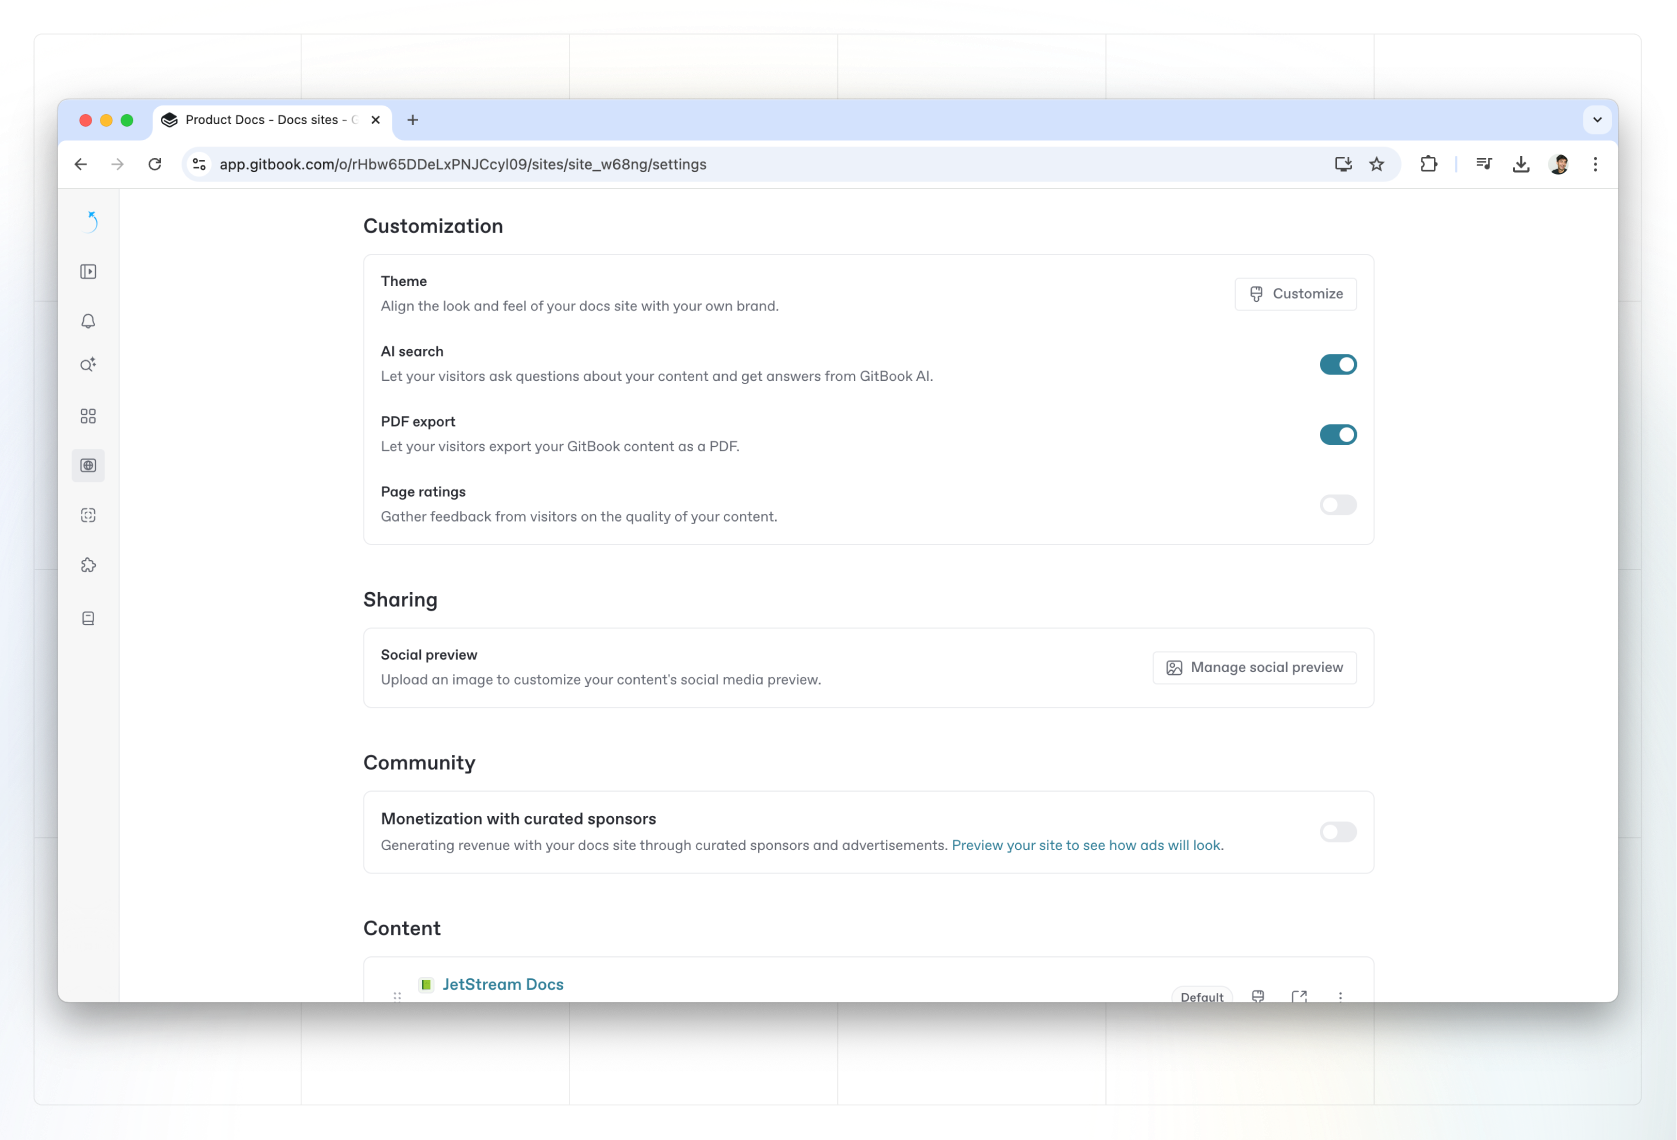 Product Docs - Docs sites - G
app.gitbook.com/o/rHbw65DDeLxPNJCcyl09/sites/site_w68ng/settings
Customization
Theme
Align the look and feel of your docs site with your own brand.
Customize
AI search
Let your visitors ask questions about your content and get answers from GitBook AI.
PDF export
Let your visitors export your GitBook content as a PDF.
Page ratings
Gather feedback from visitors on the quality of your content.
Sharing
Social preview
Upload an image to customize your content's social media preview.
Manage social preview
Community
Monetization with curated sponsors
Generating revenue with your docs site through curated sponsors and advertisements. Preview your site to see how ads will look.
Content
JetStream Docs
Default